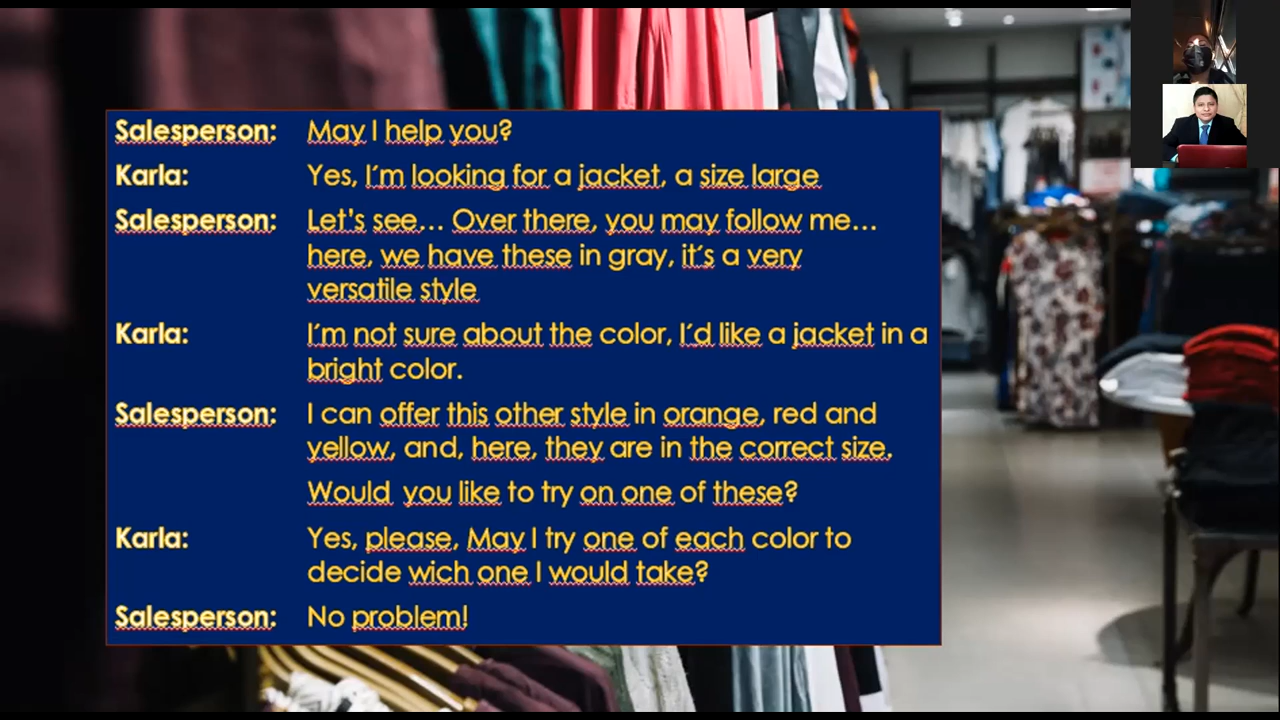 Salesperson: May I help you?
Karla: Yes, I´m looking for a jacket, a size large
Salesperson: Let's see... Over there, you may follow me...
here, we have these in gray, it´s a very
versatile style
Karla: I´m not sure about the color, I´d like a jacket in a
bright color.
Salesperson: I can offer this other style in orange, red and
yellow, and, here, they are in the correct size.
Would you like to try on one of these?
Karla: Yes, please, May I try one of each color to
decide wich one I would take?
Salesperson: No problem!